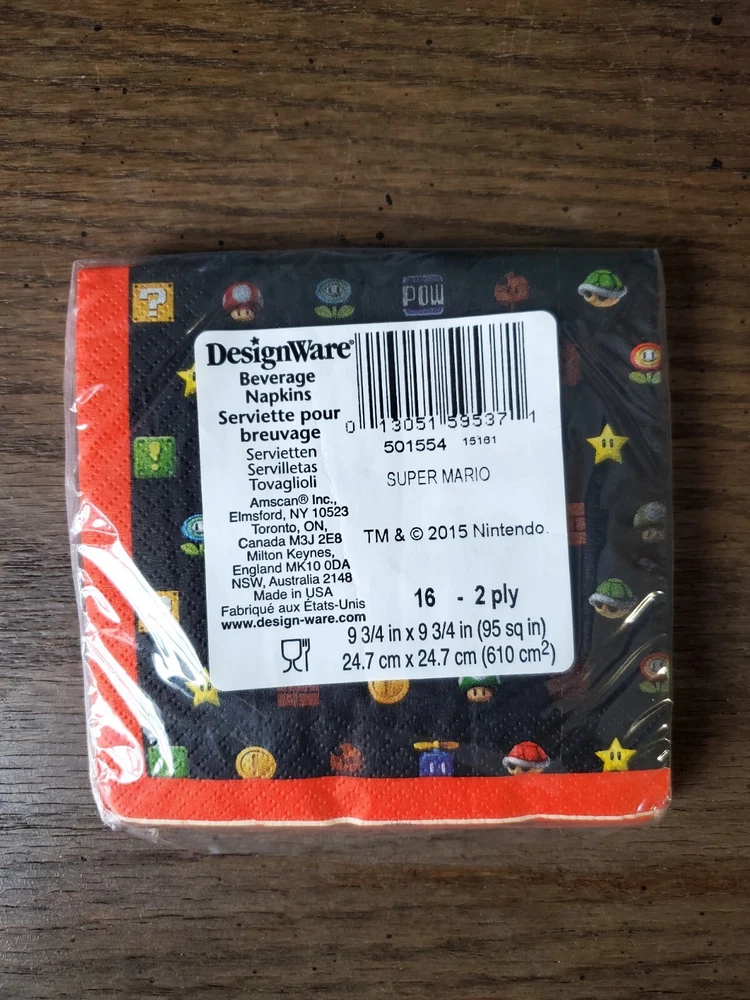 ?
POW
DesignWare®
Beverage
Napkins
Serviette pour
breuvage
Servietten
Servilletas
Tovaglioli
Amscan® Inc.,
Elmsford, NY 10523
Toronto, ON,
Canada M3J 2E8
Milton Keynes,
England MK10 0DA
NSW, Australia 2148
Made in USA
Fabriqué aux États-Unis
www.design-ware.com
0 13051 59537 1
501554 15161
SUPER MARIO
TM & © 2015 Nintendo.
16 - 2 ply
9 3/4 in x 9 3/4 in (95 sq in)
24.7 cm x 24.7 cm (610 cm²)
!